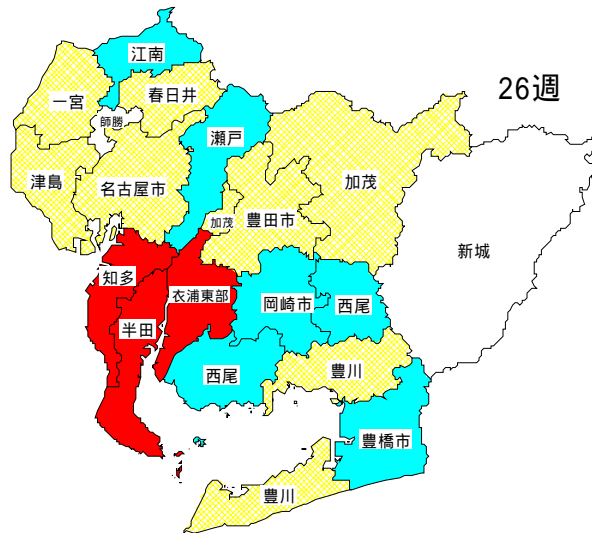 江南
26週
一宮
春日井
師勝
瀬戸
津島
名古屋市
加茂
加茂
豊田市
新城
知多
衣浦東部
岡崎市
西尾
半田
西尾
豊川
豊橋市
豊川